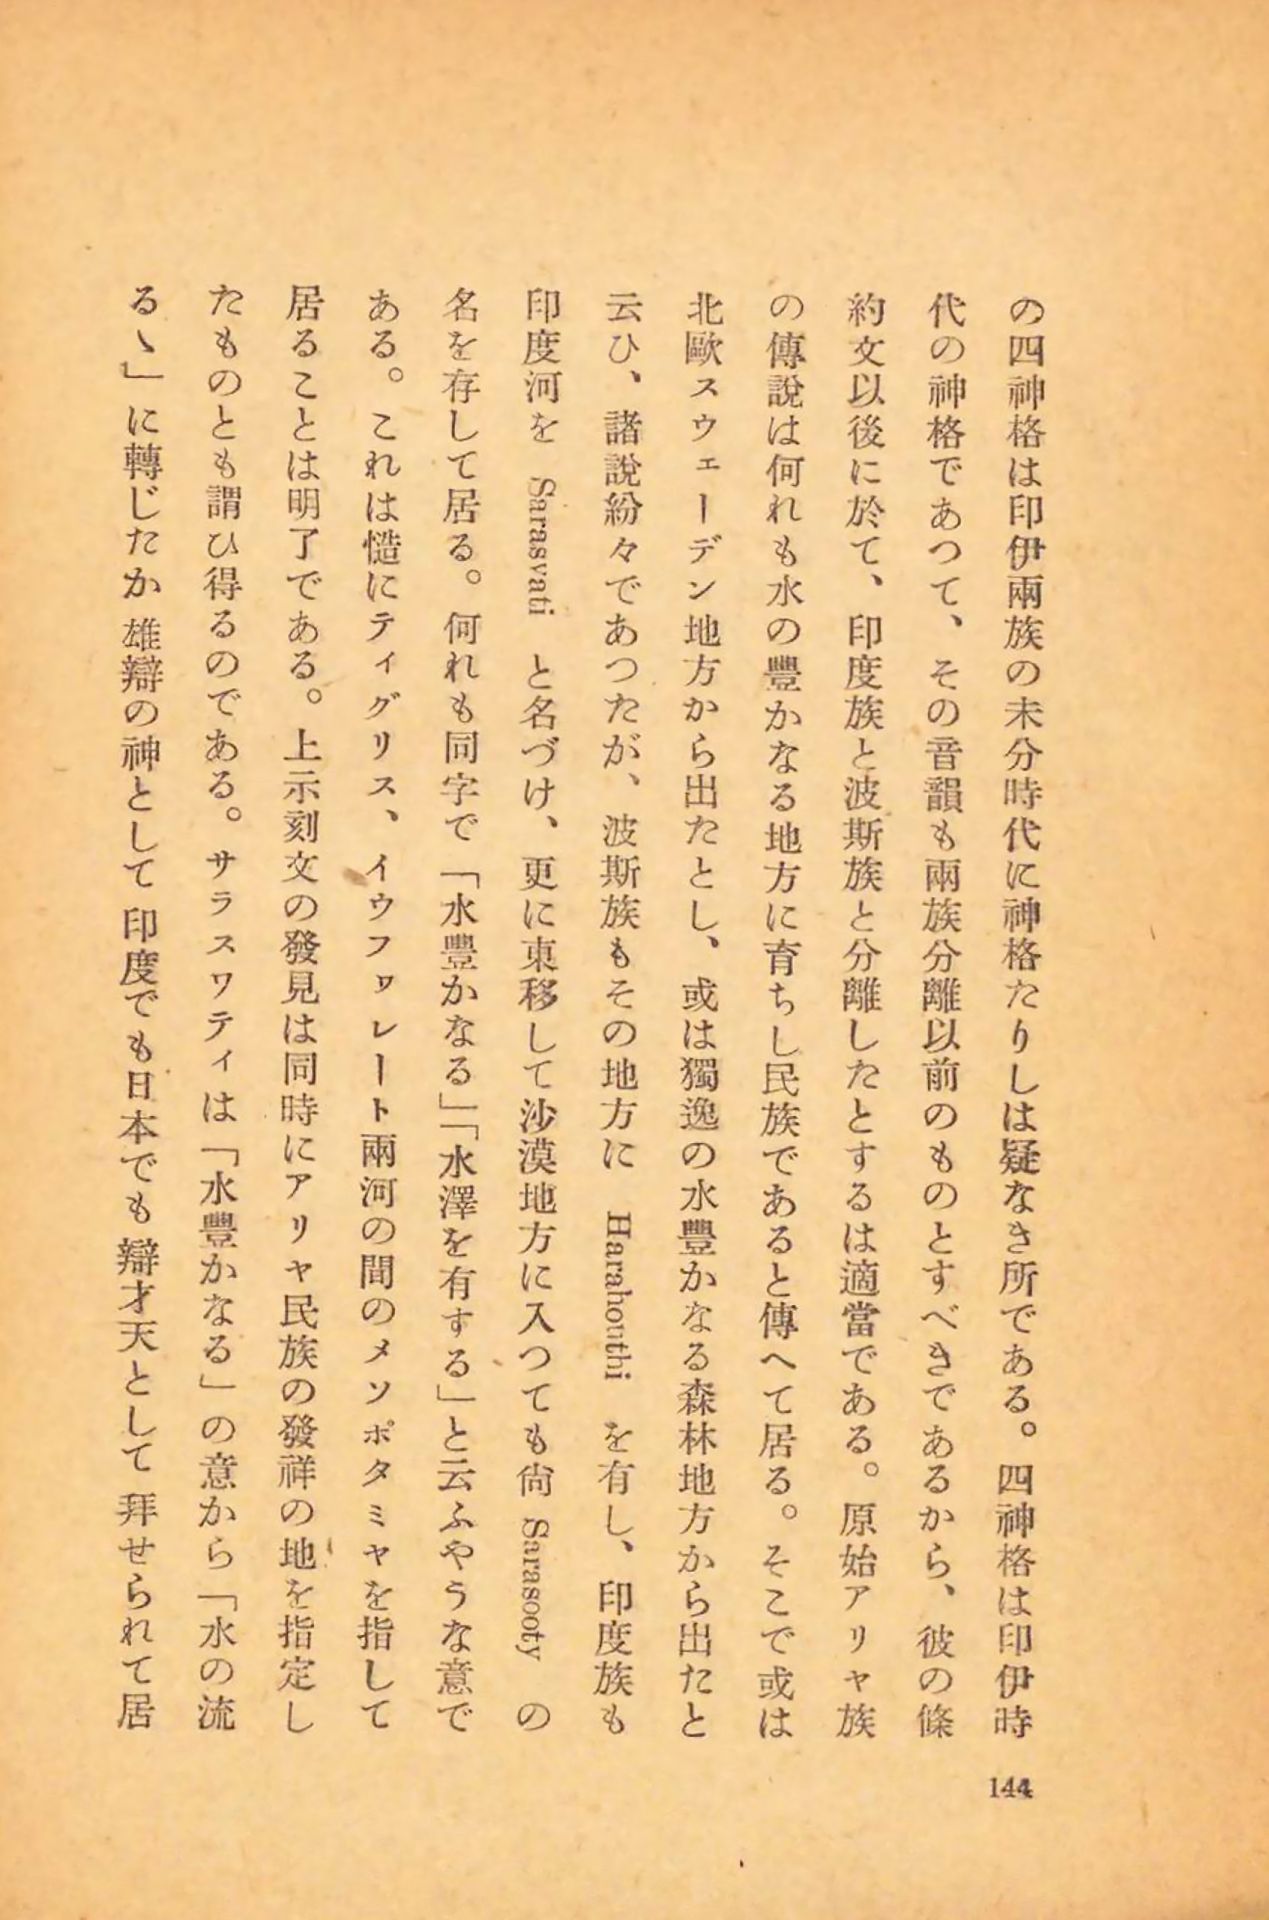 の四神格は印伊兩族の未分時代に神格たりしは疑なき所である。四神格は印伊時
代の神格であつて、その音韻も兩族分離以前のものとすべきであるから、彼の條
約文以後に於て、印度族と波斯族と分離したとするは適當である。原始アリヤ族
の傳說は何れも水の豐かなる地方に育ちし民族であると傳へて居る。そこで或は
北歐スウェーデン地方から出たとし、或は獨逸の水豐かなる森林地方から出たと
云ひ、諸說紛々であつたが、波斯族もその地方に Harahonthi を有し、印度族も
印度河を Sarasvati と名づけ、更に東移して沙漠地方に入つても尙 Sarasooty の
名を存して居る。何れも同字で「水豐かなる」「水澤を有する」と云ふやうな意で
ある。これは慥にティグリス、イウフヮレート兩河の間のメソポタミヤを指して
居ることは明了である。上示刻文の發見は同時にアリヤ民族の發祥の地を指定し
たものとも謂ひ得るのである。サラスワティは「水豐かなる」の意から「水の流
るゝ」に轉じたか 雄辯の神として 印度でも日本でも 辯才天として 拜せられて居
144